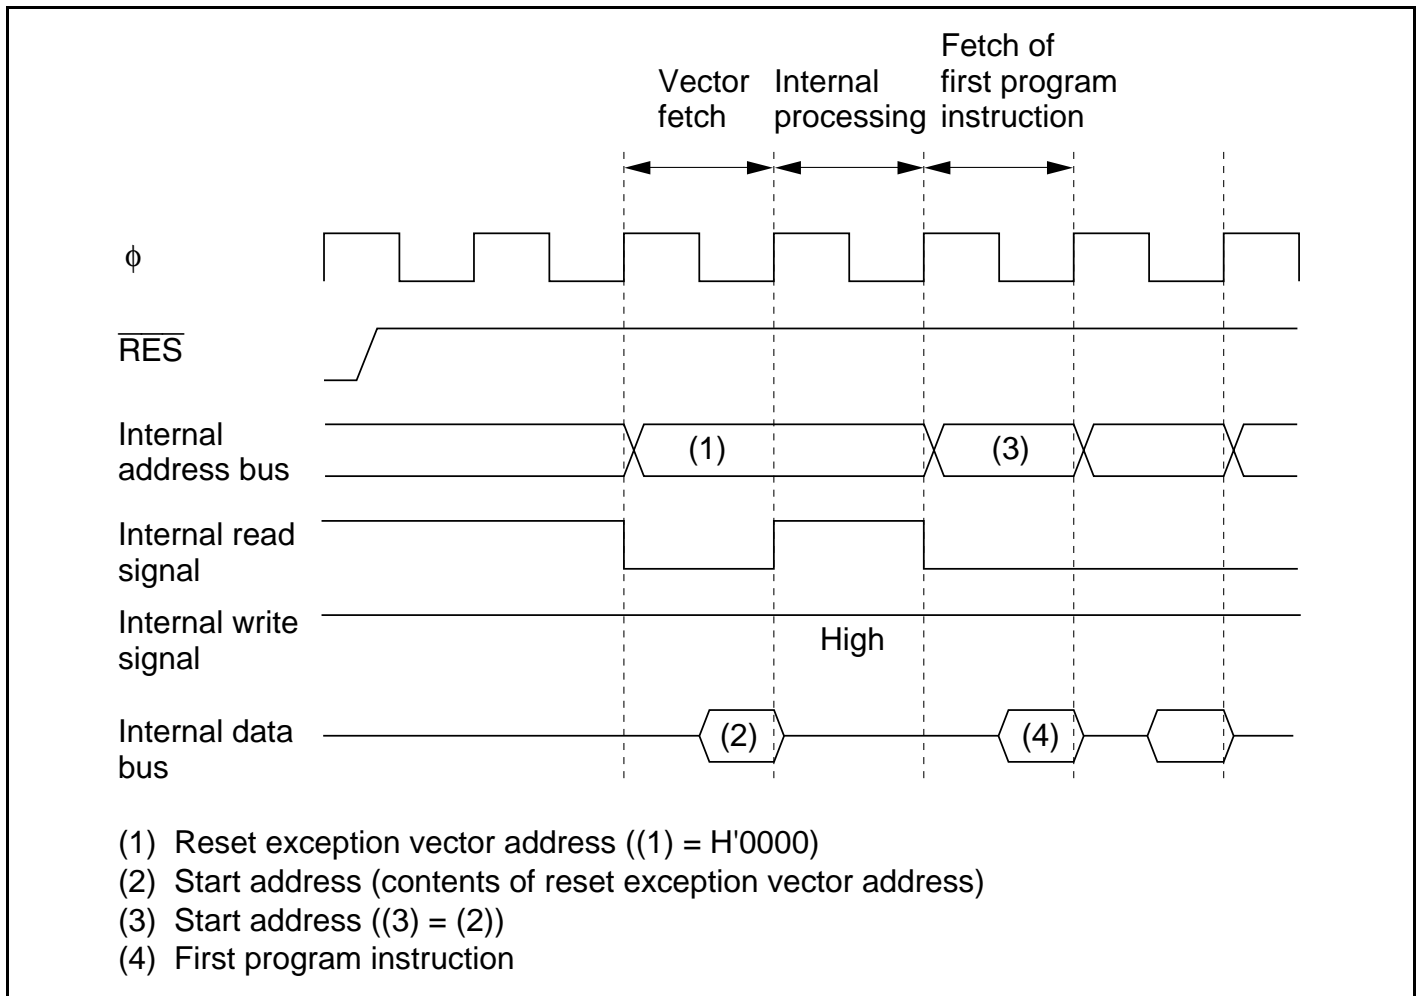 Vector fetch
Internal processing
Fetch of first program instruction
ϕ
RES
Internal address bus
(1)
(3)
Internal read signal
Internal write signal
High
Internal data bus
(2)
(4)
(1) Reset exception vector address ((1) = H'0000)
(2) Start address (contents of reset exception vector address)
(3) Start address ((3) = (2))
(4) First program instruction